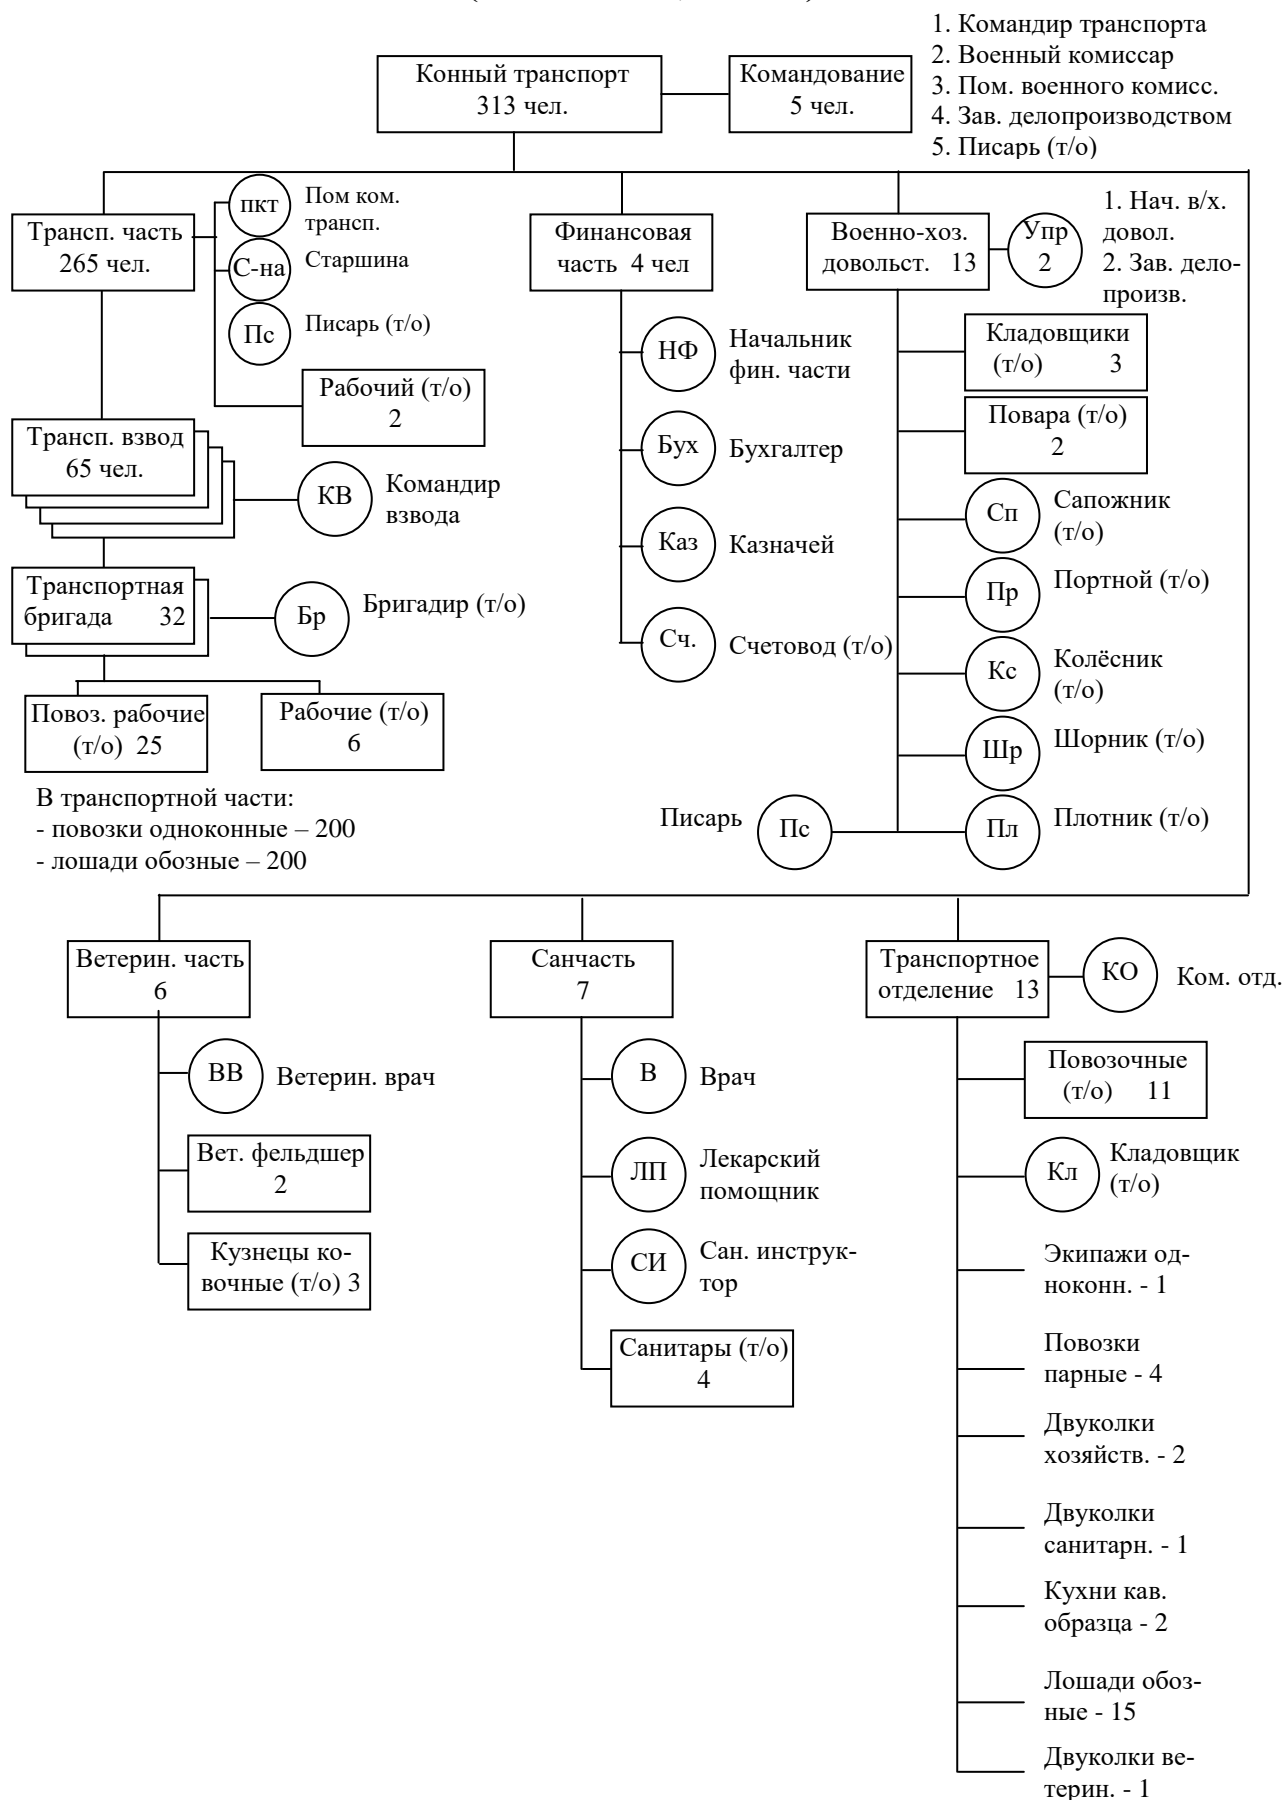 1. Командир транспорта
2. Военный комиссар
3. Пом. военного комисс.
4. Зав. делопроизводством
5. Писарь (т/о)
Конный транспорт
313 чел.
Командование
5 чел.
Трансп. часть
265 чел.
пкт
Пом ком.
трансп.
С-на
Старшина
Пс
Писарь (т/о)
Рабочий (т/о)
2
Трансп. взвод
65 чел.
КВ
Командир
взвода
Транспортная
бригада 32
Бр
Бригадир (т/о)
Повоз. рабочие
(т/о) 25
Рабочие (т/о)
6
В транспортной части:
- повозки одноконные – 200
- лошади обозные – 200
Финансовая
часть 4 чел
НФ
Начальник
фин. части
Бух
Бухгалтер
Каз
Казначей
Сч.
Счетовод (т/о)
Военно-хоз.
довольст. 13
Упр
2
1. Нач. в/х.
довол.
2. Зав. дело-
произв.
Кладовщики
(т/о) 3
Повара (т/о)
2
Сп
Сапожник
(т/о)
Пр
Портной (т/о)
Кс
Колёсник
(т/о)
Шр
Шорник (т/о)
Писарь
Пс
Пл
Плотник (т/о)
Ветерин. часть
6
ВВ
Ветерин. врач
Вет. фельдшер
2
Кузнецы ко-
вочные (т/о) 3
Санчасть
7
В
Врач
ЛП
Лекарский
помощник
СИ
Сан. инструк-
тор
Санитары (т/о)
4
Транспортное
отделение 13
КО
Ком. отд.
Повозочные
(т/о) 11
Кл
Кладовщик
(т/о)
Экипажи од-
ноконн. - 1
Повозки
парные - 4
Двуколки
хозяйств. - 2
Двуколки
санитарн. - 1
Кухни кав.
образца - 2
Лошади обоз-
ные - 15
Двуколки ве-
терин. - 1